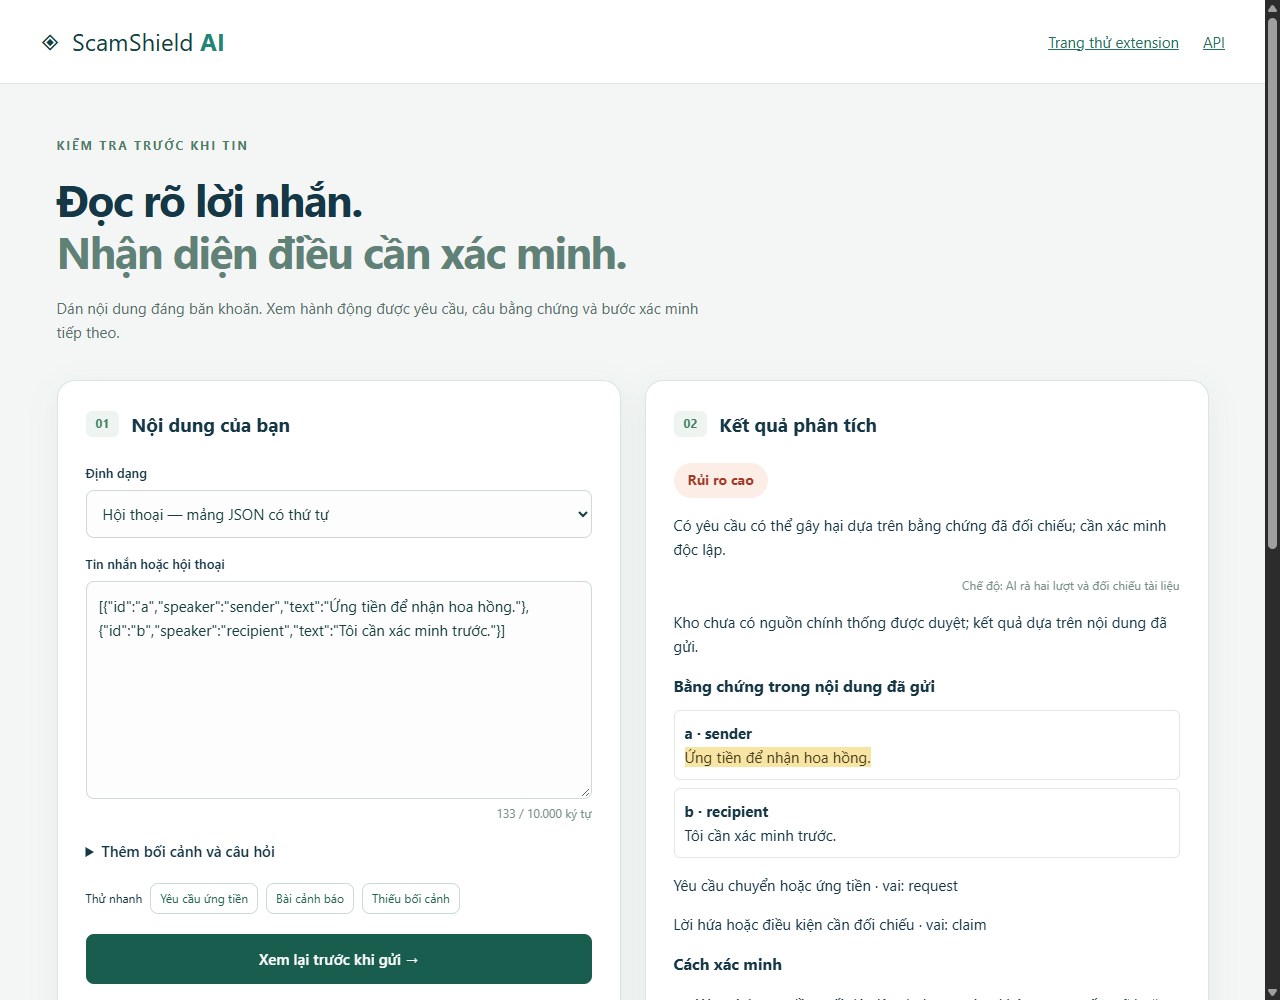 ScamShield AI
Trang thử extension
API
KIỂM TRA TRƯỚC KHI TIN
Đọc rõ lời nhắn.
Nhận diện điều cần xác minh.
Dán nội dung đáng băn khoăn. Xem hành động được yêu cầu, câu bằng chứng và bước xác minh
tiếp theo.
01 Nội dung của bạn
Định dạng
Hội thoại — mảng JSON có thứ tự
Tin nhắn hoặc hội thoại
[{"id":"a","speaker":"sender","text":"Ứng tiền để nhận hoa hồng."},
{"id":"b","speaker":"recipient","text":"Tôi cần xác minh trước."}]
133 / 10.000 ký tự
▶ Thêm bối cảnh và câu hỏi
Thử nhanh
Yêu cầu ứng tiền
Bài cảnh báo
Thiếu bối cảnh
Xem lại trước khi gửi →
02 Kết quả phân tích
Rủi ro cao
Có yêu cầu có thể gây hại dựa trên bằng chứng đã đối chiếu; cần xác minh
độc lập.
Chế độ: AI rà hai lượt và đối chiếu tài liệu
Kho chưa có nguồn chính thống được duyệt; kết quả dựa trên nội dung đã
gửi.
Bằng chứng trong nội dung đã gửi
a · sender
Ứng tiền để nhận hoa hồng.
b · recipient
Tôi cần xác minh trước.
Yêu cầu chuyển hoặc ứng tiền · vai: request
Lời hứa hoặc điều kiện cần đối chiếu · vai: claim
Cách xác minh